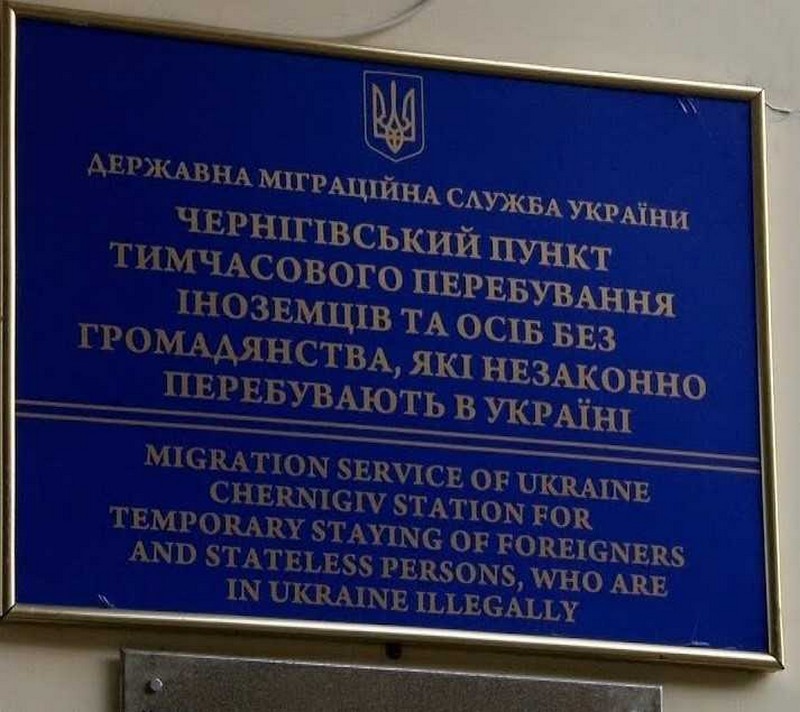 ДЕРЖАВНА МІГРАЦІЙНА СЛУЖБА УКРАЇНИ
ЧЕРНІГІВСЬКИЙ ПУНКТ
ТИМЧАСОВОГО ПЕРЕБУВАННЯ
ІНОЗЕМЦІВ ТА ОСІБ БЕЗ
ГРОМАДЯНСТВА, ЯКІ НЕЗАКОННО
ПЕРЕБУВАЮТЬ В УКРАЇНІ
MIGRATION SERVICE OF UKRAINE
CHERNIGIV STATION FOR
TEMPORARY STAYING OF FOREIGNERS
AND STATELESS PERSONS, WHO ARE
IN UKRAINE ILLEGALLY